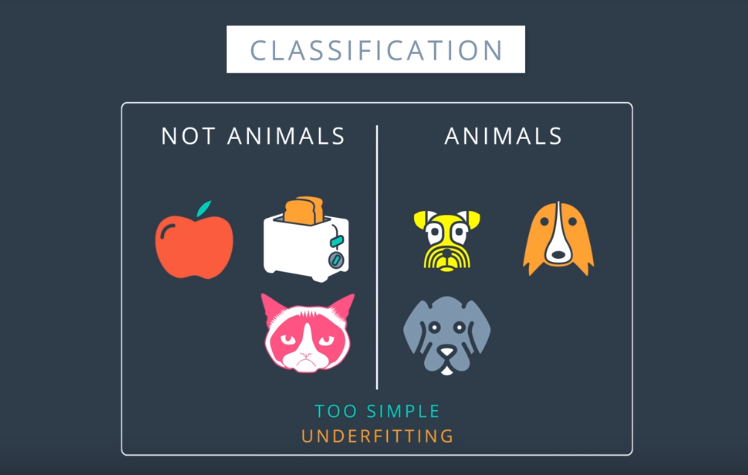 CLASSIFICATION
NOT ANIMALS
ANIMALS
TOO SIMPLE
UNDERFITTING